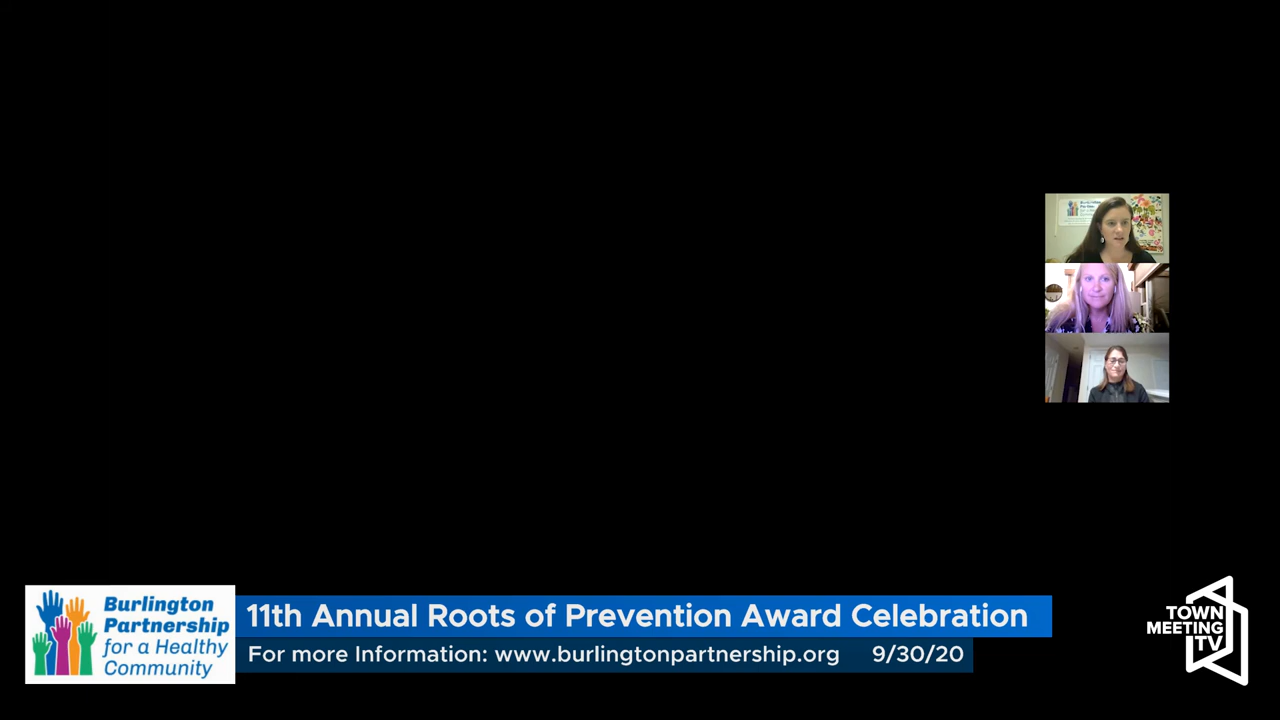 Burlington
Partnership
for a Healthy
Community
11th Annual Roots of Prevention Award Celebration
For more Information: www.burlingtonpartnership.org 9/30/20
TOWN
MEETING
TV